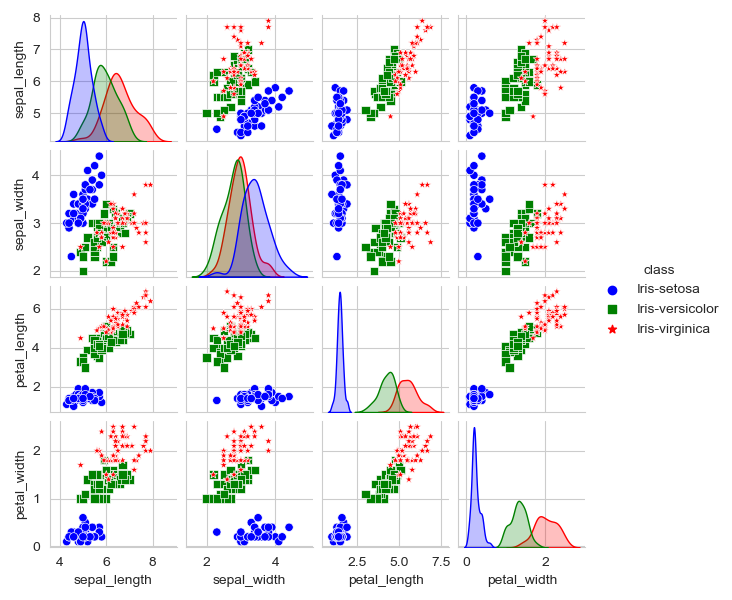 8
7
6
5
sepal_length
4
3
2
sepal_width
6
4
2
petal_length
2
1
0
petal_width
4 6 8
2 4
2.5 5.0 7.5
0 2
sepal_length
sepal_width
petal_length
petal_width
class
Iris-setosa
Iris-versicolor
Iris-virginica